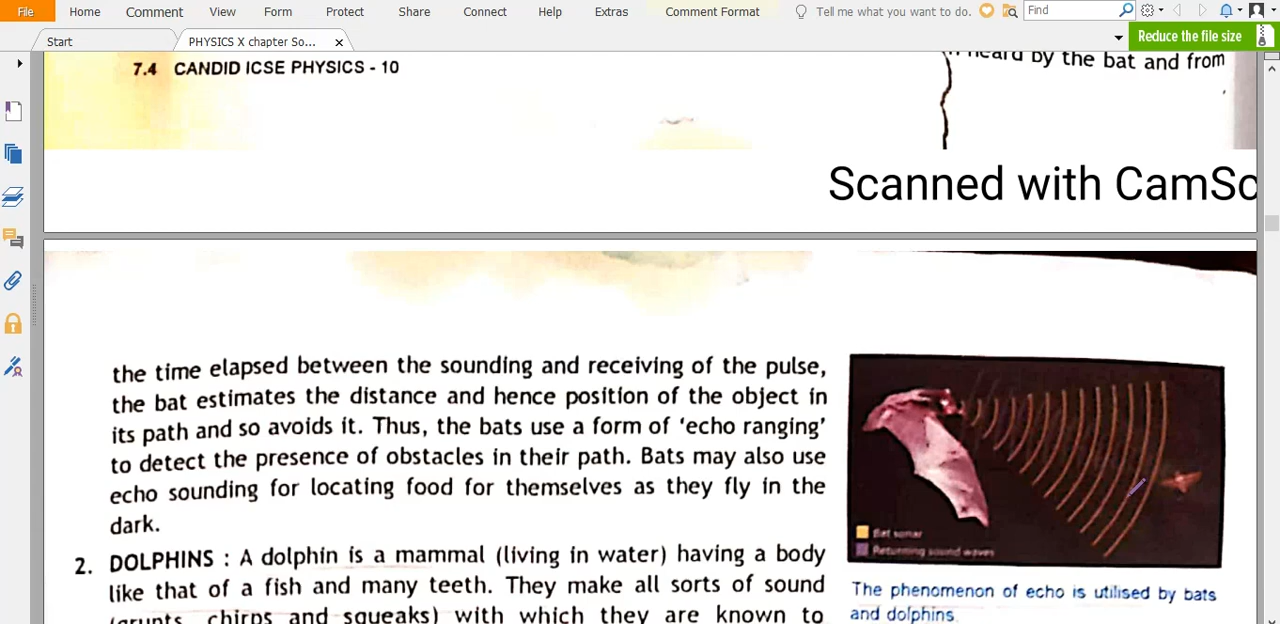 File Home Comment View Form Protect Share Connect Help Extras Comment Format Tell me what you want to do. Find
Start PHYSICS X chapter So... Reduce the file size
7.4 CANDID ICSE PHYSICS - 10
heard by the bat and from
Scanned with CamSc
the time elapsed between the sounding and receiving of the pulse,
the bat estimates the distance and hence position of the object in
its path and so avoids it. Thus, the bats use a form of ‘echo ranging’
to detect the presence of obstacles in their path. Bats may also use
echo sounding for locating food for themselves as they fly in the
dark.
2. DOLPHINS : A dolphin is a mammal (living in water) having a body
like that of a fish and many teeth. They make all sorts of sound
(grunts, chirps and squeaks) with which they are known to
Bat sonar
Returning sound waves
The phenomenon of echo is utilised by bats
and dolphins.